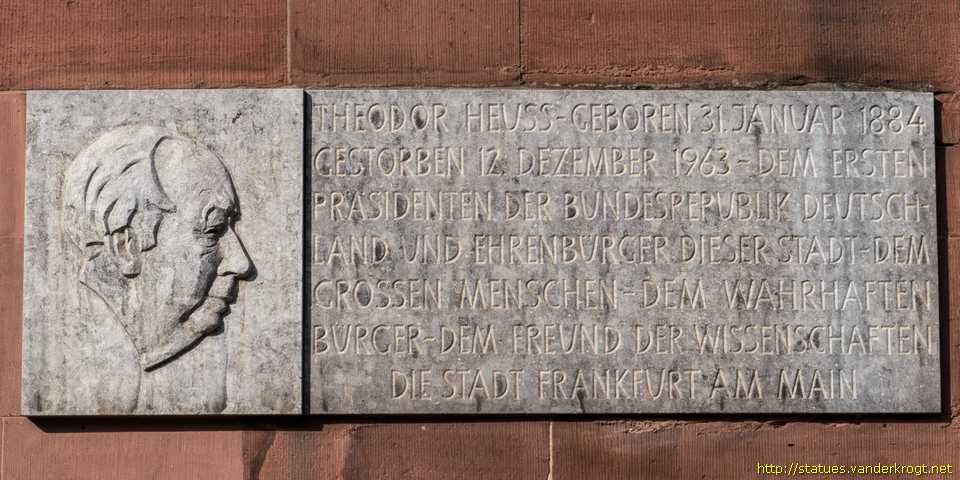 THEODOR HEUSS-GEBOREN 31. JANUAR 1884
GESTORBEN 12. DEZEMBER 1963-DEM ERSTEN
PRÄSIDENTEN DER BUNDESREPUBLIK DEUTSCH-
LAND UND EHRENBÜRGER DIESER STADT-DEM
GROSSEN MENSCHEN-DEM WAHRHAFTEN
BÜRGER-DEM FREUND DER WISSENSCHAFTEN
DIE STADT FRANKFURT AM MAIN
http://statues.vanderkrogt.net